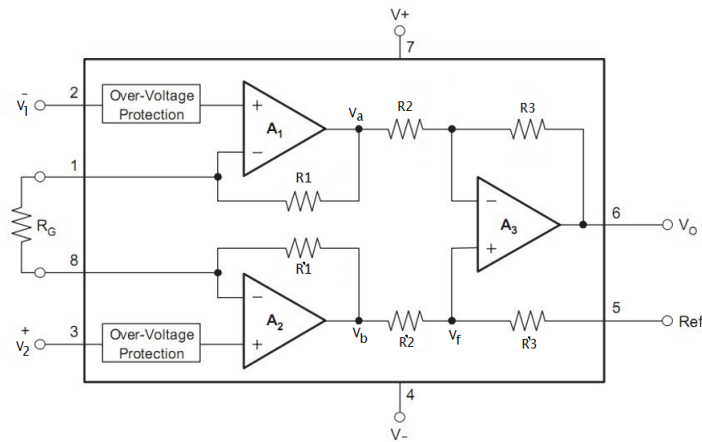 V+
7
-
V1
2
Over-Voltage
Protection
+
A1
−
Va
R2
R3
1
R1
RG
−
A3
+
6
VO
8
R'1
−
A2
+
Vb
R'2
Vf
R'3
5
Ref
+
V2
3
Over-Voltage
Protection
4
V-